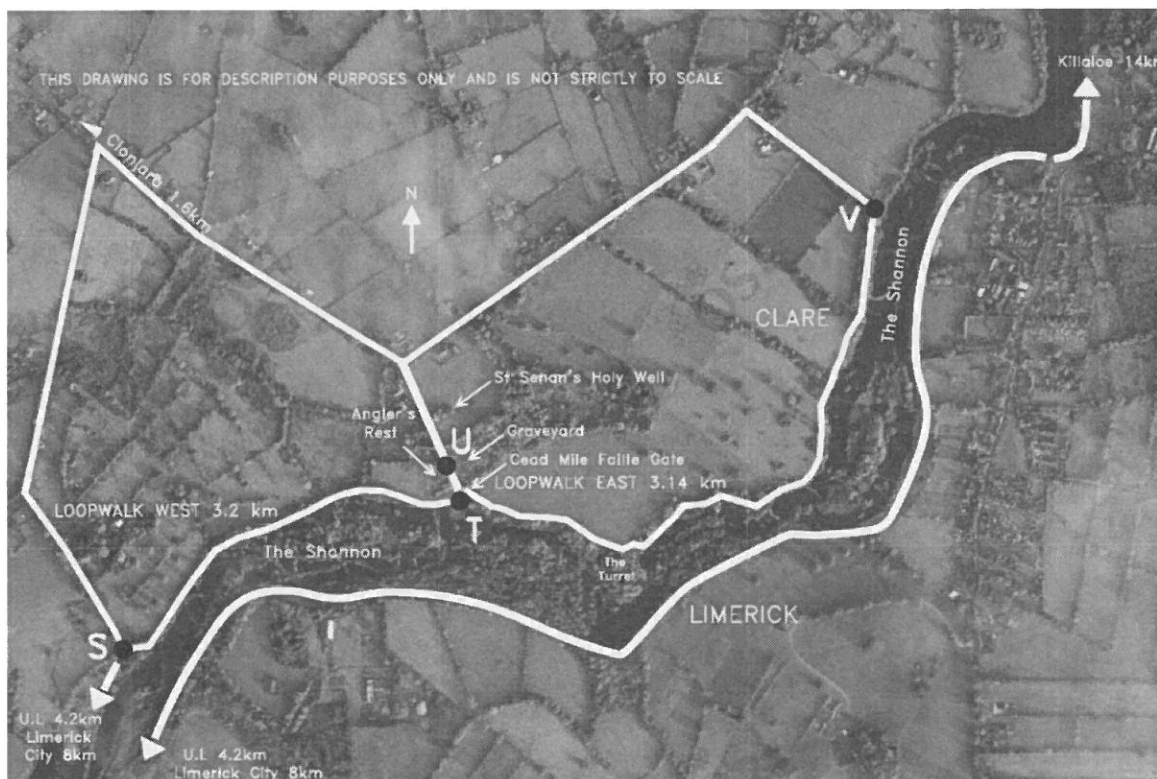 THIS DRAWING IS FOR DESCRIPTION PURPOSES ONLY AND IS NOT STRICTLY TO SCALE
Killaloe 14km
Clonlara 1.6km
N
V
The Shannon
CLARE
St Senan's Holy Well
Angler's
Rest
U
Graveyard
Cead Mile Failte Gate
LOOPWALK EAST 3.14 km
LOOPWALK WEST 3.2 km
T
The Shannon
The
Turret
LIMERICK
S
U.L 4.2km
Limerick
City 8km
U.L 4.2km
Limerick City 8km